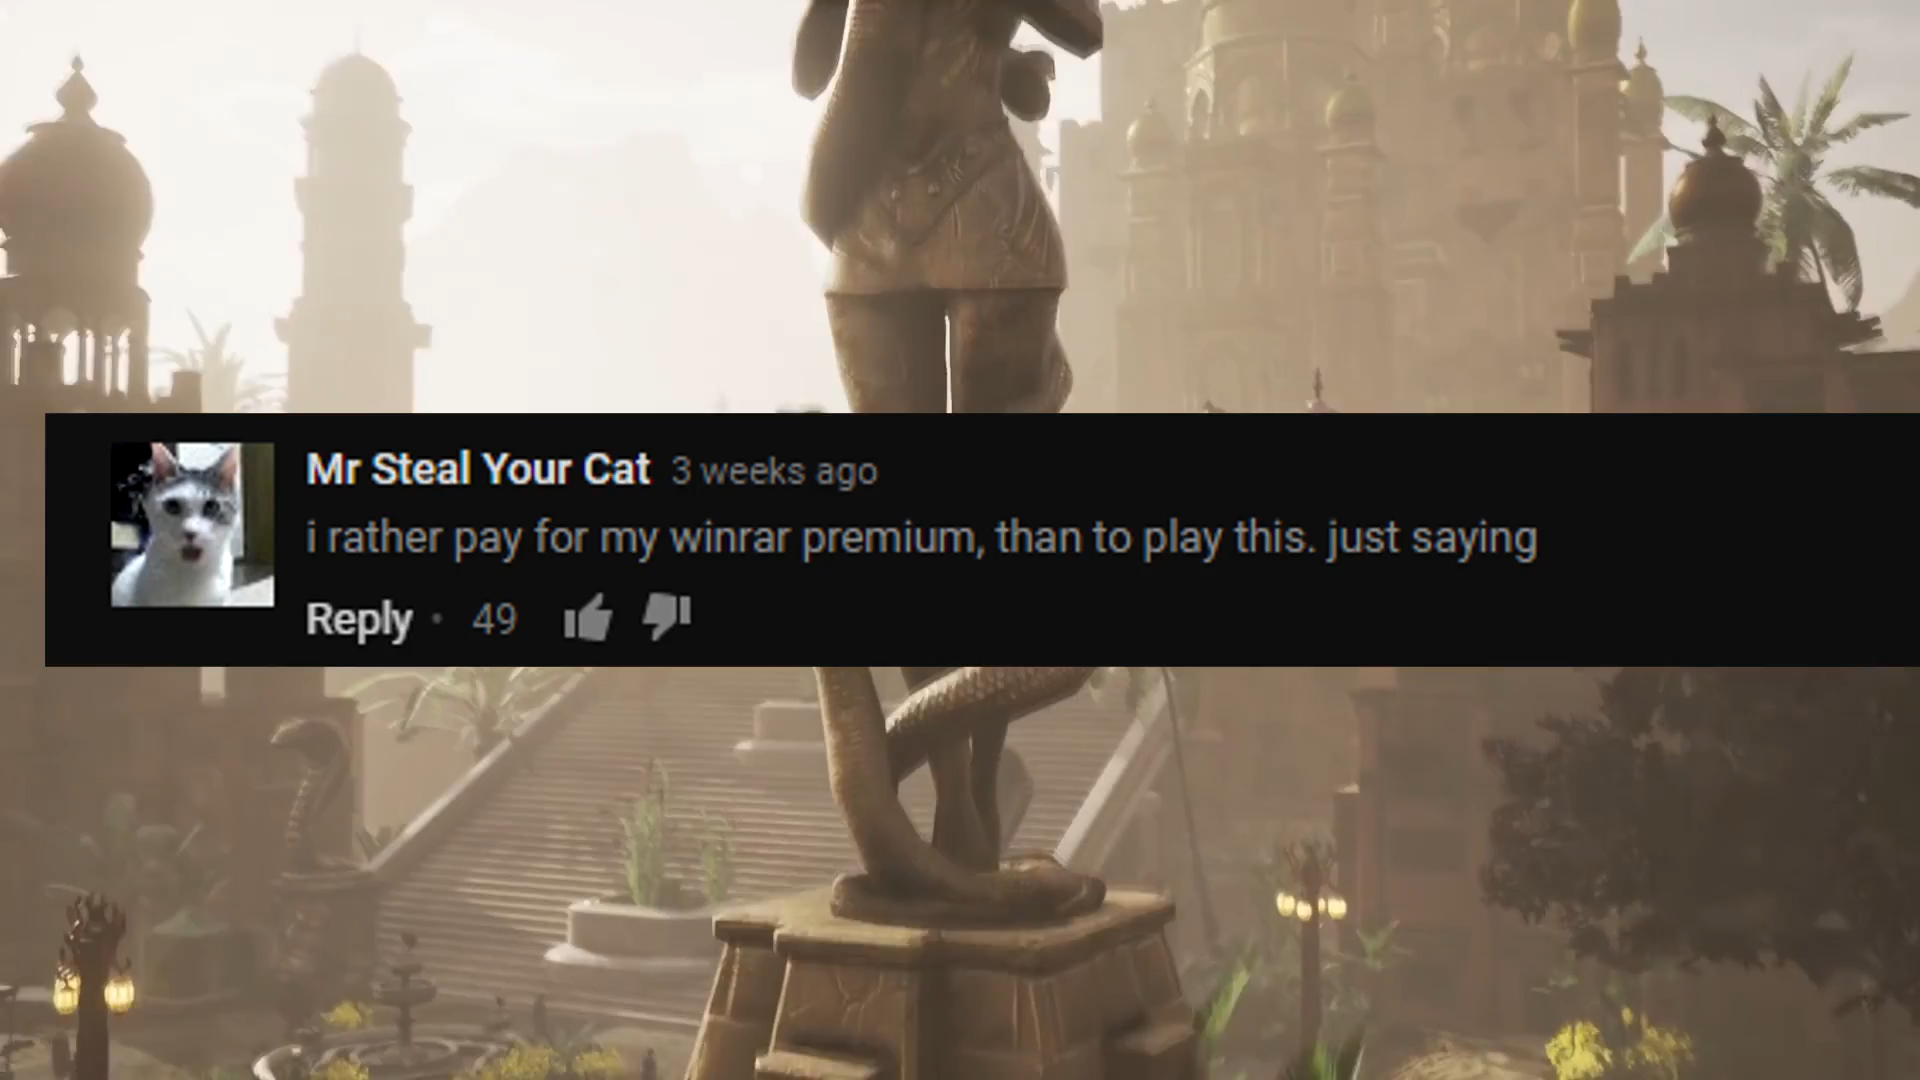 Mr Steal Your Cat 3 weeks ago
i rather pay for my winrar premium, than to play this. just saying
Reply • 49